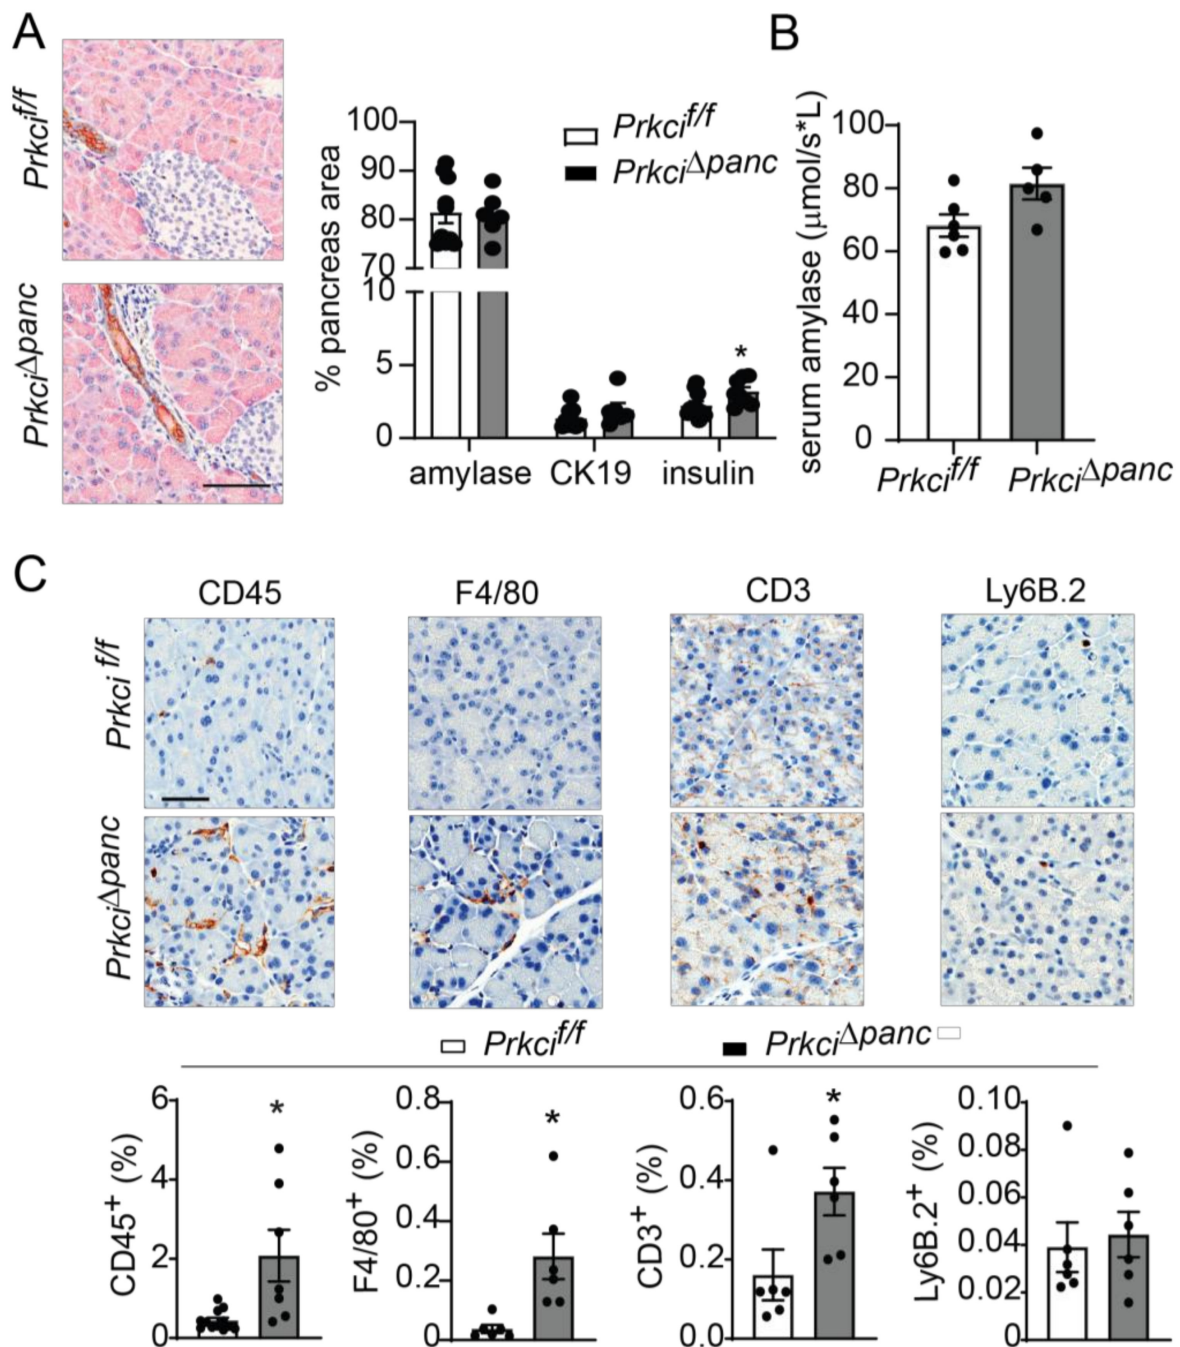 A
B
Prkci f/f
Prkci Δpanc
% pancreas area
100
90
80
70
10
5
0
Prkci f/f
Prkci Δpanc
*
amylase CK19 insulin
serum amylase (μmol/s*L)
100
80
60
40
20
0
Prkci f/f Prkci Δpanc
C
CD45 F4/80 CD3 Ly6B.2
Prkci f/f
Prkci Δpanc
Prkci f/f Prkci Δpanc
CD45+ (%)
6
4
2
0
*
F4/80+ (%)
0.8
0.6
0.4
0.2
0
*
CD3+ (%)
0.6
0.4
0.2
0.0
*
Ly6B.2+ (%)
0.10
0.08
0.06
0.04
0.02
0